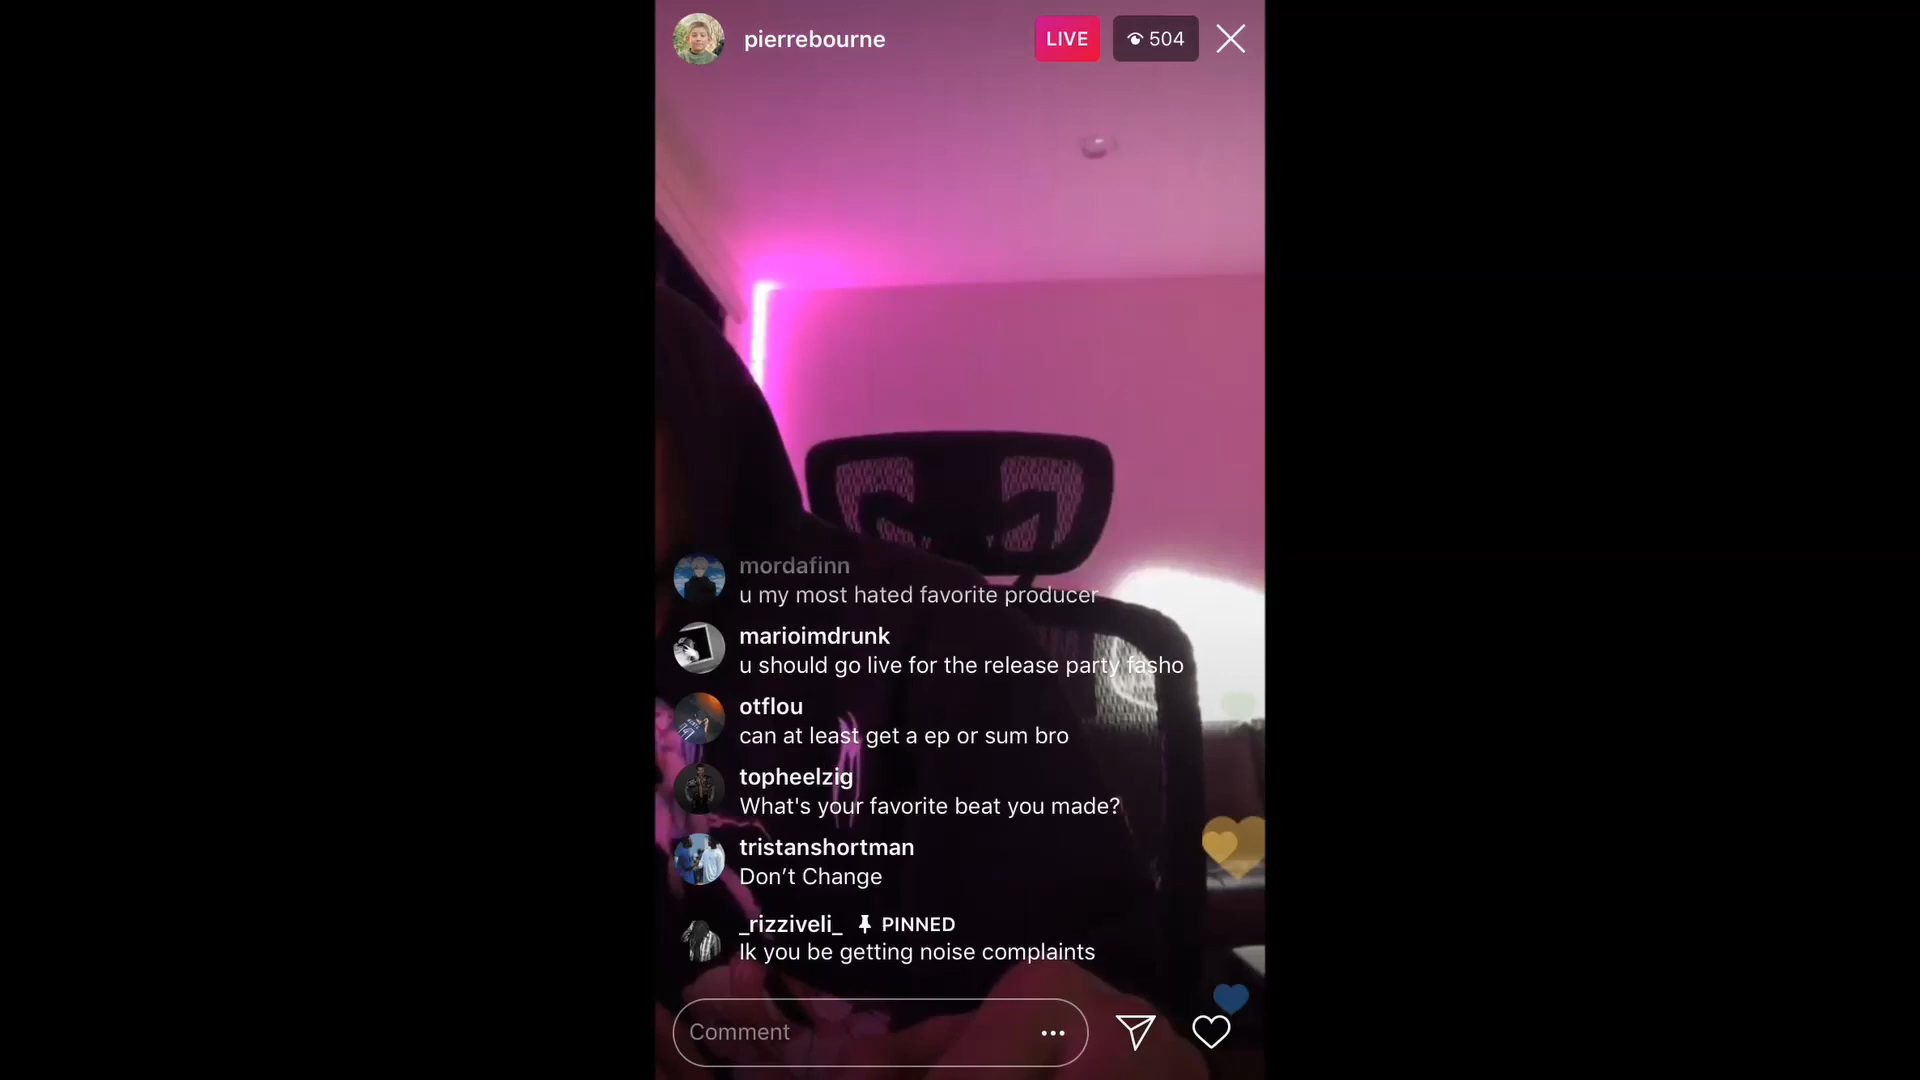 pierrebourne
LIVE
504
mordafinn
u my most hated favorite producer
marioimdrunk
u should go live for the release party fasho
otflou
can at least get a ep or sum bro
topheelzig
What's your favorite beat you made?
tristanshortman
Don’t Change
_rizziveli_ PINNED
Ik you be getting noise complaints
Comment